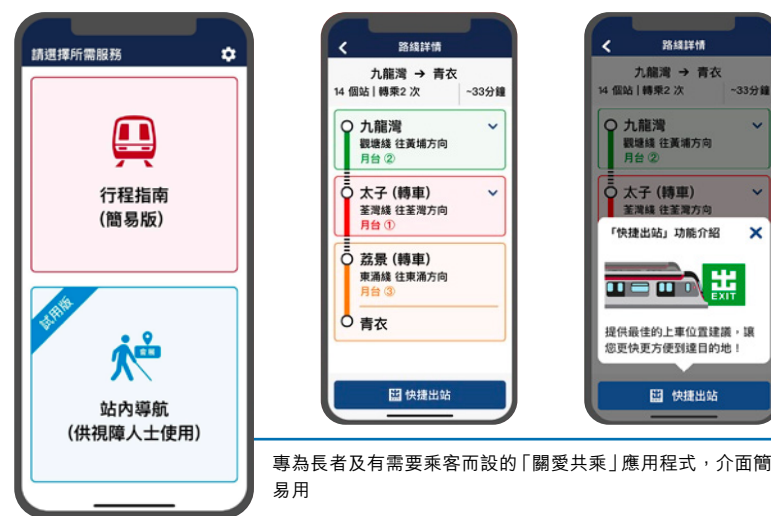 請選擇所需服務
行程指南
(簡易版)
試用版
站內導航
(供視障人士使用)
路綫詳情
九龍灣 → 青衣
14 個站 | 轉乘2 次
~33分鐘
九龍灣
觀塘綫 往黃埔方向
月台 ②
太子 (轉車)
荃灣綫 往荃灣方向
月台 ①
荔景 (轉車)
東涌綫 往東涌方向
月台 ③
青衣
出 快捷出站
路綫詳情
九龍灣 → 青衣
14 個站 | 轉乘2 次
~33分鐘
九龍灣
觀塘綫 往黃埔方向
月台 ②
太子 (轉車)
荃灣綫 往荃灣方向
「快捷出站」功能介紹
出
EXIT
提供最佳的上車位置建議，讓
您更快更方便到達目的地！
出 快捷出站
專為長者及有需要乘客而設的「關愛共乘」應用程式，介面簡
易用